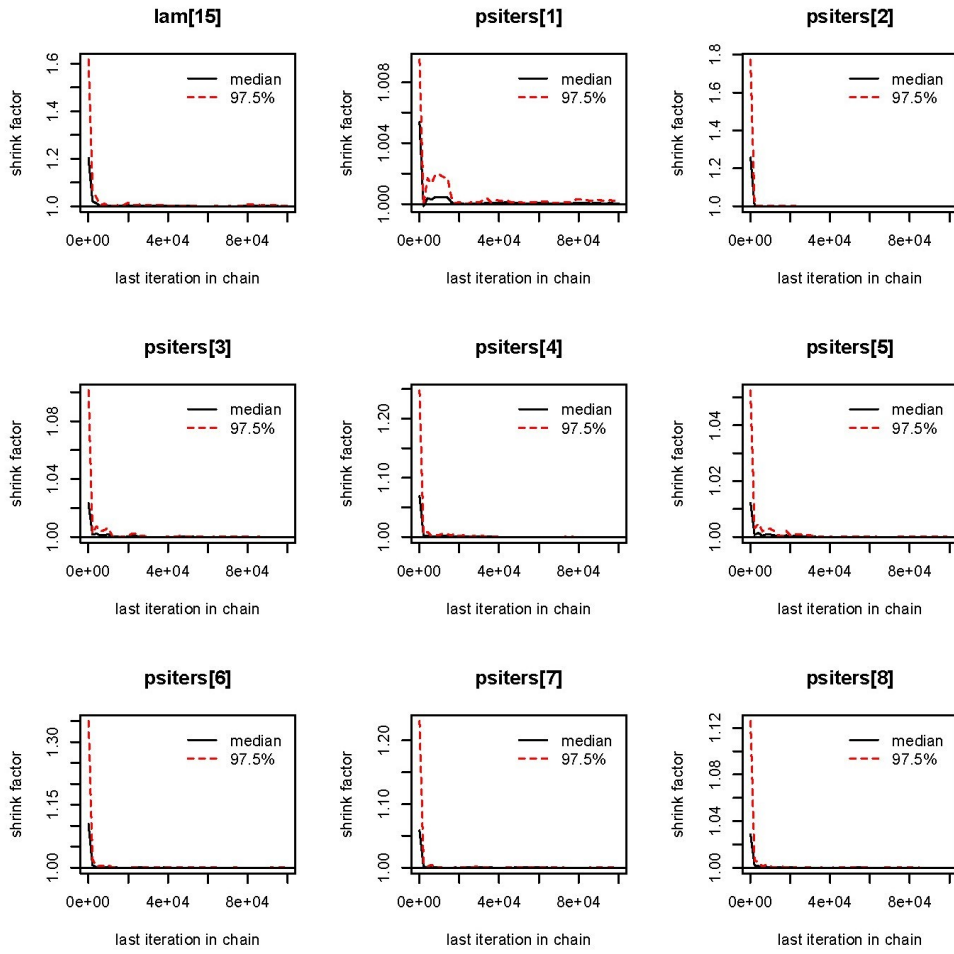 lam[15]
shrink factor
1.0 1.2 1.4 1.6
median
97.5%
0e+00 4e+04 8e+04
last iteration in chain
psiters[1]
shrink factor
1.000 1.004 1.008
median
97.5%
0e+00 4e+04 8e+04
last iteration in chain
psiters[2]
shrink factor
1.0 1.2 1.4 1.6 1.8
median
97.5%
0e+00 4e+04 8e+04
last iteration in chain
psiters[3]
shrink factor
1.00 1.04 1.08
median
97.5%
0e+00 4e+04 8e+04
last iteration in chain
psiters[4]
shrink factor
1.00 1.10 1.20
median
97.5%
0e+00 4e+04 8e+04
last iteration in chain
psiters[5]
shrink factor
1.00 1.02 1.04
median
97.5%
0e+00 4e+04 8e+04
last iteration in chain
psiters[6]
shrink factor
1.00 1.15 1.30
median
97.5%
0e+00 4e+04 8e+04
last iteration in chain
psiters[7]
shrink factor
1.00 1.10 1.20
median
97.5%
0e+00 4e+04 8e+04
last iteration in chain
psiters[8]
shrink factor
1.00 1.04 1.08 1.12
median
97.5%
0e+00 4e+04 8e+04
last iteration in chain